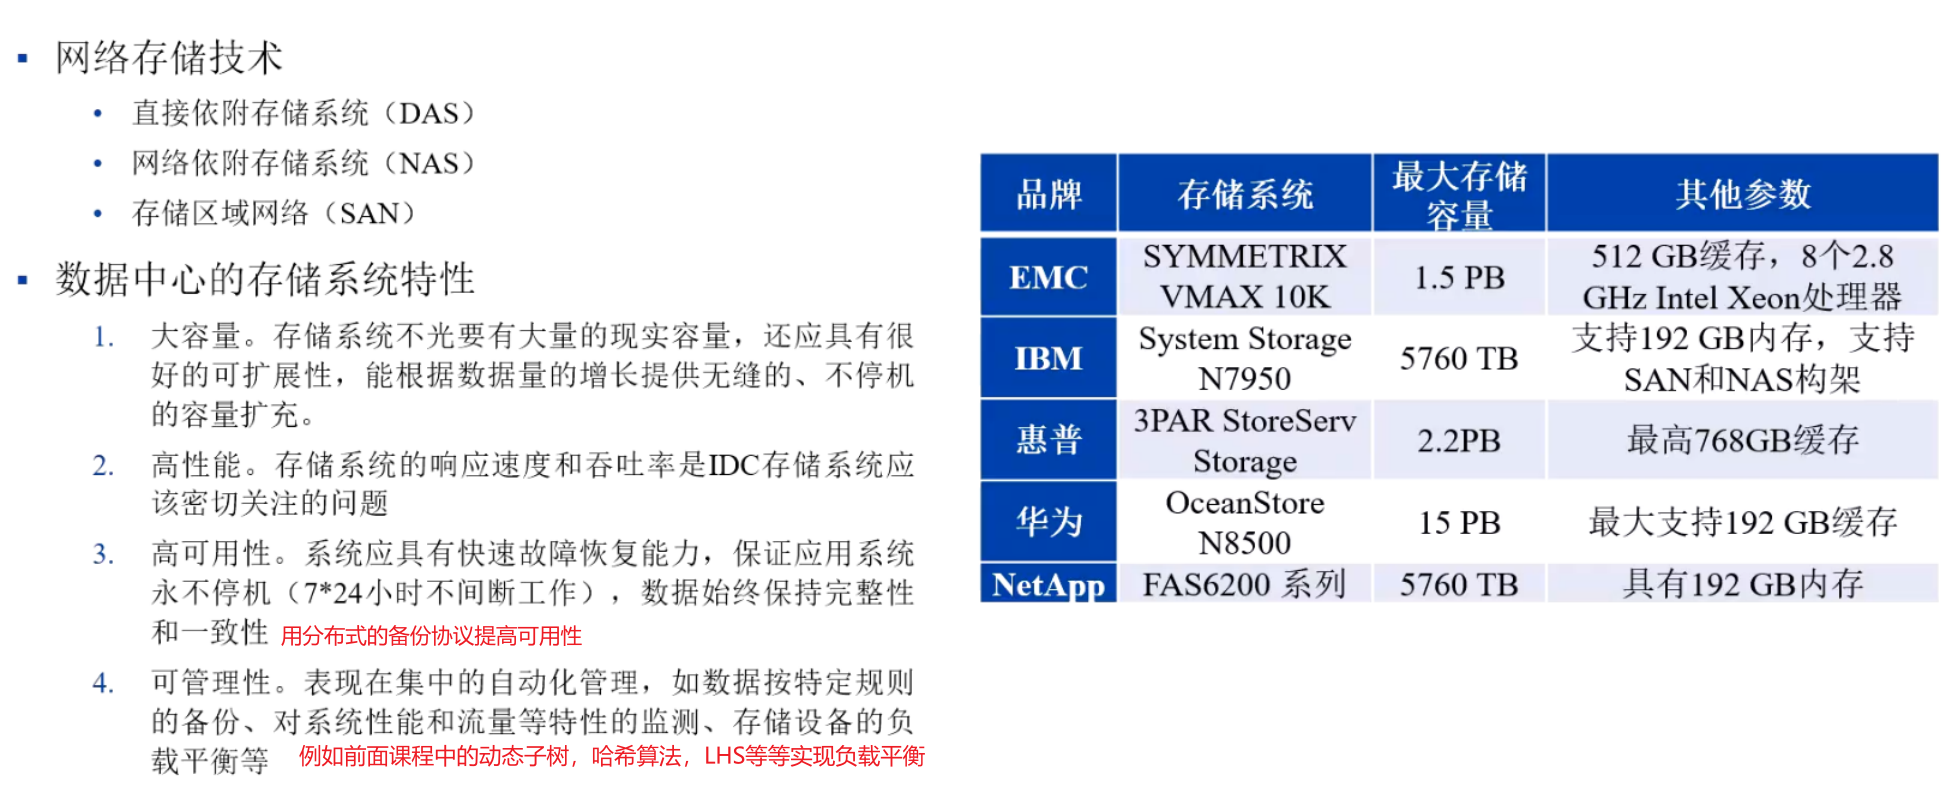 网络存储技术
直接依附存储系统（DAS）
网络依附存储系统（NAS）
存储区域网络（SAN）
数据中心的存储系统特性
1. 大容量。存储系统不光要有大量的现实容量，还应具有很
好的可扩展性，能根据数据量的增长提供无缝的、不停机
的容量扩充。
2. 高性能。存储系统的响应速度和吞吐率是IDC存储系统应
该密切关注的问题
3. 高可用性。系统应具有快速故障恢复能力，保证应用系统
永不停机（7*24小时不间断工作），数据始终保持完整性
和一致性 用分布式的备份协议提高可用性
4. 可管理性。表现在集中的自动化管理，如数据按特定规则
的备份、对系统性能和流量等特性的监测、存储设备的负
载平衡等 例如前面课程中的动态子树，哈希算法，LHS等等实现负载平衡
品牌 存储系统 最大存储
容量 其他参数
EMC SYMMETRIX
VMAX 10K 1.5 PB 512 GB缓存，8个2.8
GHz Intel Xeon处理器
IBM System Storage
N7950 5760 TB 支持192 GB内存，支持
SAN和NAS构架
惠普 3PAR StoreServ
Storage 2.2PB 最高768GB缓存
华为 OceanStore
N8500 15 PB 最大支持192 GB缓存
NetApp FAS6200 系列 5760 TB 具有192 GB内存